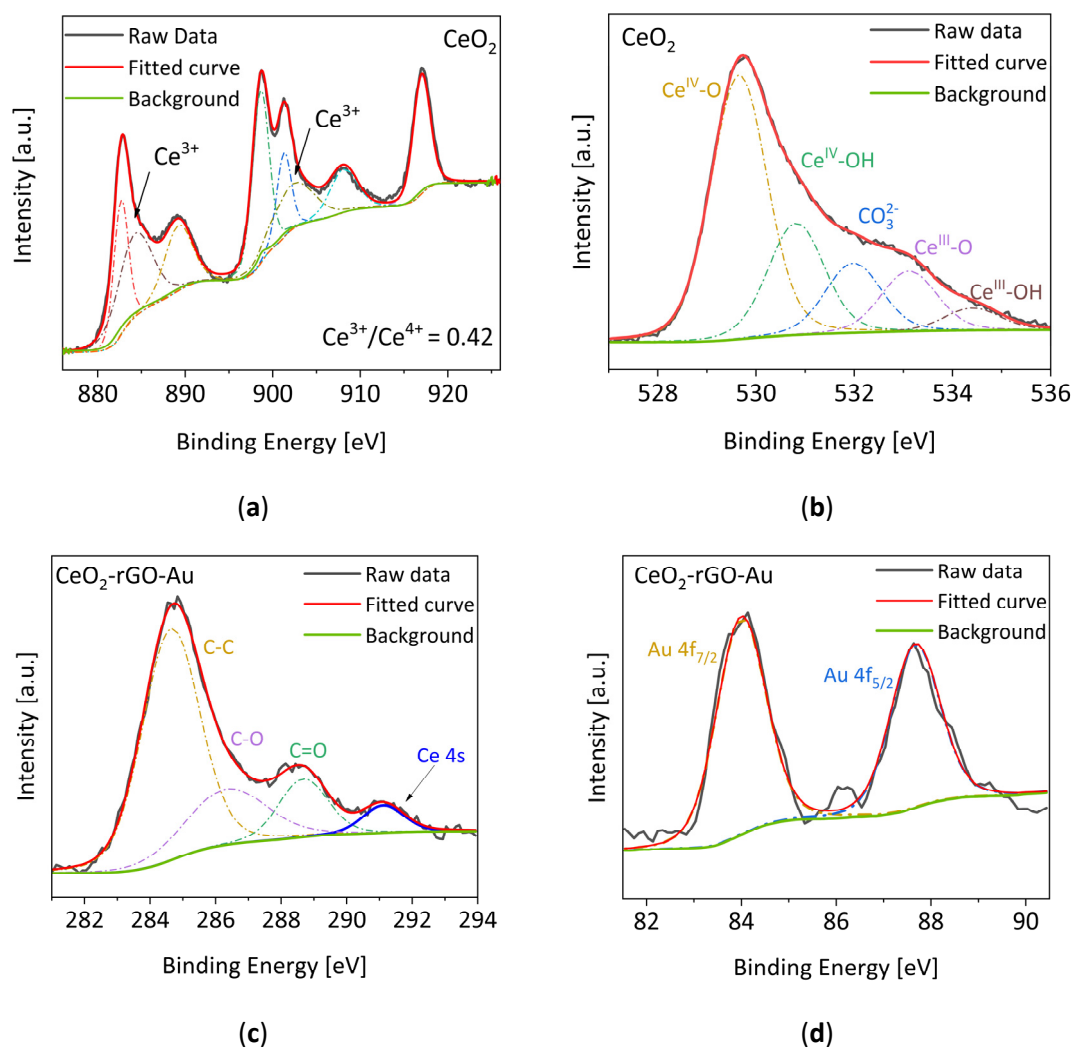 Raw Data
Fitted curve
Background
CeO₂
Ce³⁺
Ce³⁺
Ce³⁺/Ce⁴⁺ = 0.42
Intensity [a.u.]
880 890 900 910 920
Binding Energy [eV]
(a)
CeO₂
Raw data
Fitted curve
Background
Ceᴵⱽ-O
Ceᴵⱽ-OH
CO₃²⁻
Ceᴵᴵᴵ-O
Ceᴵᴵᴵ-OH
Intensity [a.u.]
528 530 532 534 536
Binding Energy [eV]
(b)
CeO₂-rGO-Au
Raw data
Fitted curve
Background
C-C
C-O
C=O
Ce 4s
Intensity [a.u.]
282 284 286 288 290 292 294
Binding Energy [eV]
(c)
CeO₂-rGO-Au
Raw data
Fitted curve
Background
Au 4f₇/₂
Au 4f₅/₂
Intensity [a.u.]
82 84 86 88 90
Binding Energy [eV]
(d)